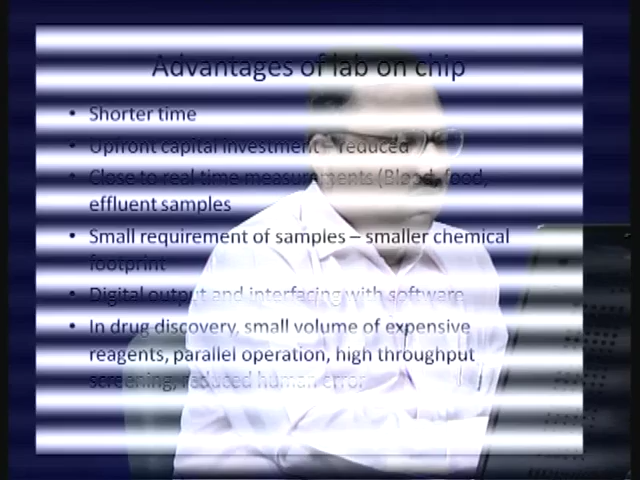 Advantages of lab on chip
• Shorter time
• Upfront capital investment - reduced
• Close to real time measurements (Blood, food,
effluent samples
• Small requirement of samples – smaller chemical
footprint
• Digital output and interfacing with software
• In drug discovery, small volume of expensive
reagents, parallel operation, high throughput
screening, reduced human error